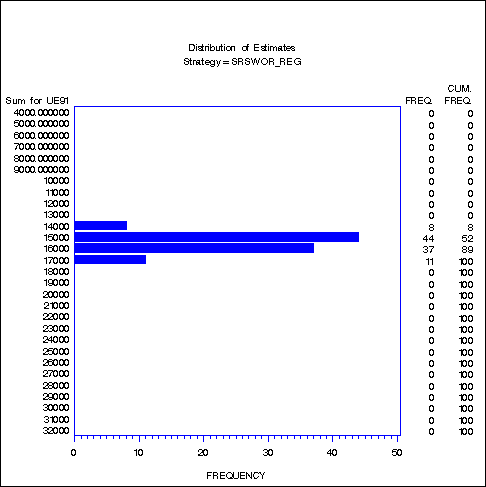 Distribution of Estimates
Strategy = SRSWOR_REG
CUM.
Sum for UE91 FREQ. FREQ.
4000.000000 0 0
5000.000000 0 0
6000.000000 0 0
7000.000000 0 0
8000.000000 0 0
9000.000000 0 0
10000 0 0
11000 0 0
12000 0 0
13000 0 0
14000 8 8
15000 44 52
16000 37 89
17000 11 100
18000 0 100
19000 0 100
20000 0 100
21000 0 100
22000 0 100
23000 0 100
24000 0 100
25000 0 100
26000 0 100
27000 0 100
28000 0 100
29000 0 100
30000 0 100
31000 0 100
32000 0 100
0 10 20 30 40 50
FREQUENCY